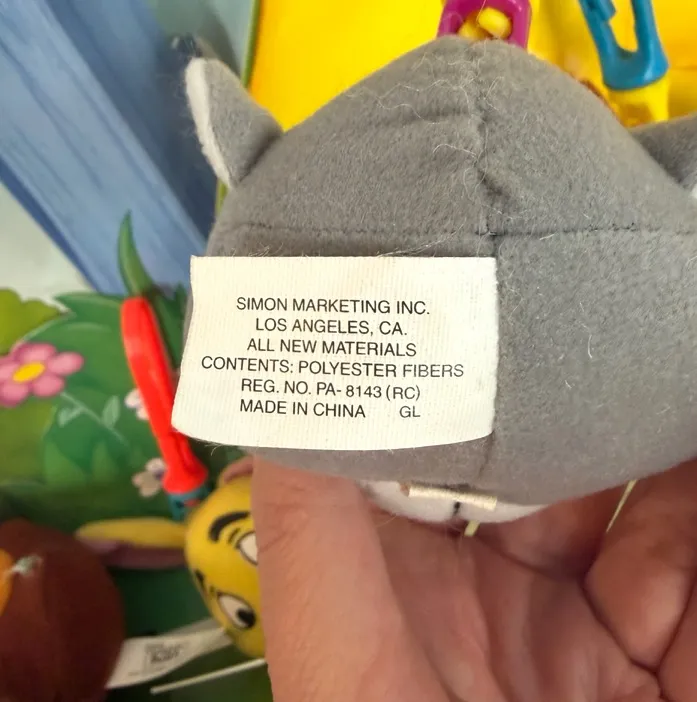 SIMON MARKETING INC.
LOS ANGELES, CA.
ALL NEW MATERIALS
CONTENTS: POLYESTER FIBERS
REG. NO. PA- 8143 (RC)
MADE IN CHINA GL